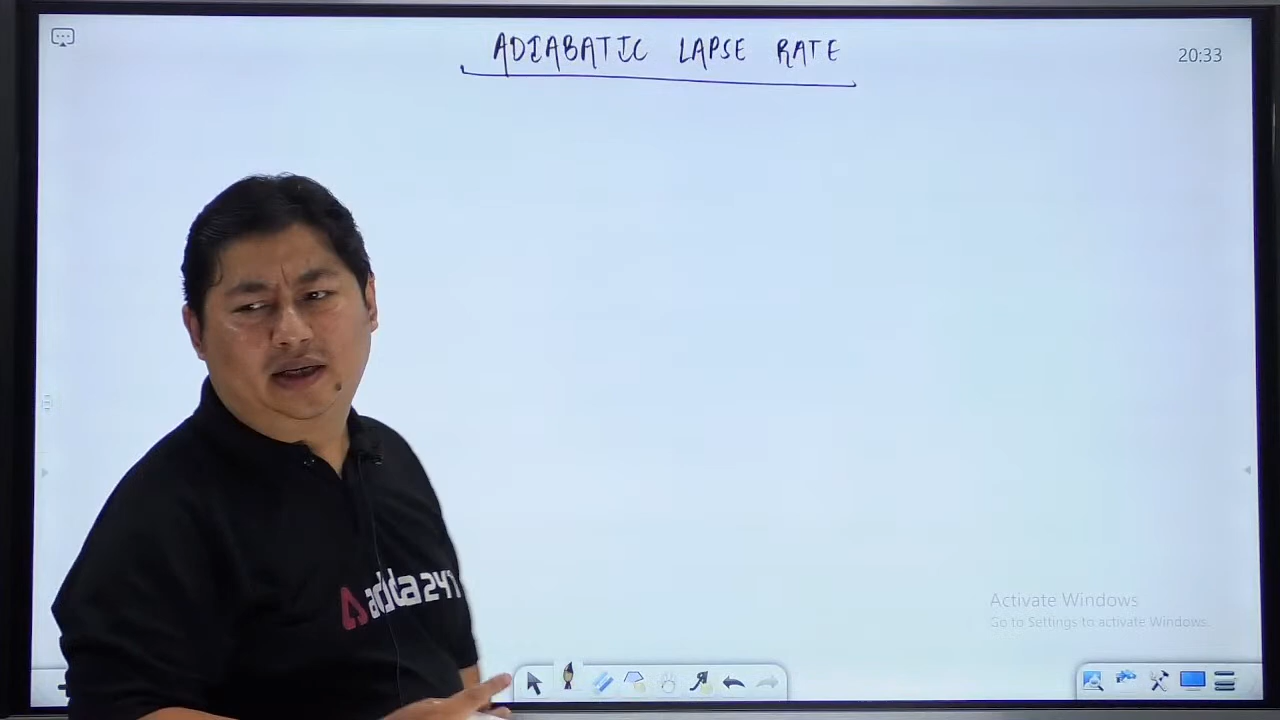 ADIABATIC LAPSE RATE
20:33
adda247
Activate Windows
Go to Settings to activate Windows.